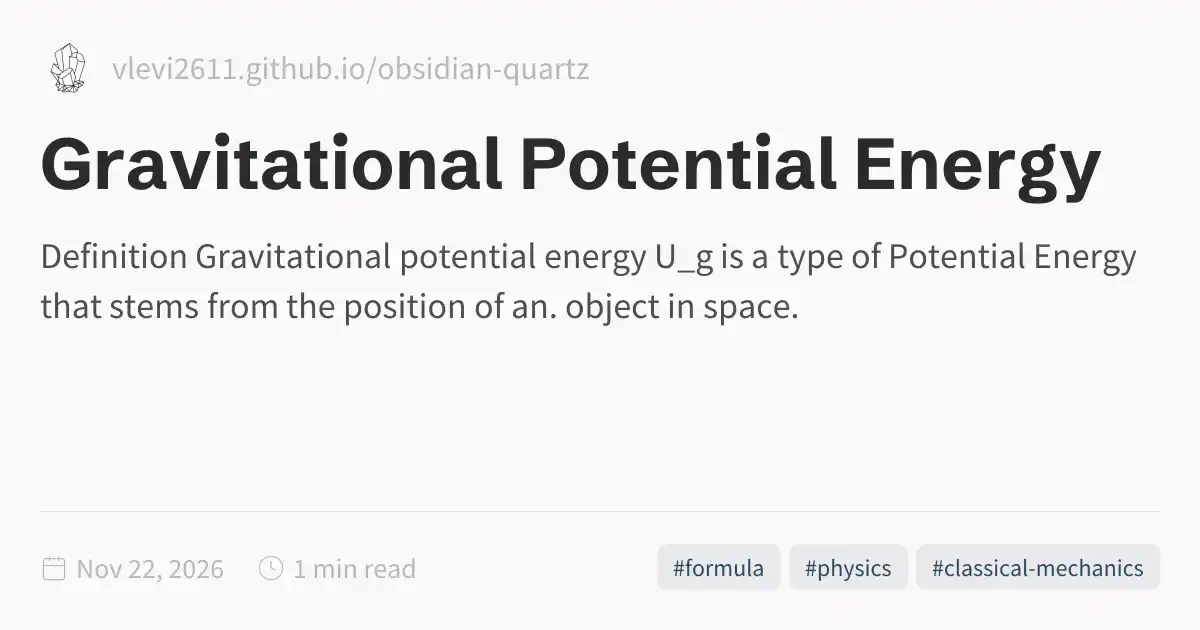 vlevi2611.github.io/obsidian-quartz
Gravitational Potential Energy
Definition Gravitational potential energy U_g is a type of Potential Energy
that stems from the position of an. object in space.
Nov 22, 2026 1 min read #formula #physics #classical-mechanics